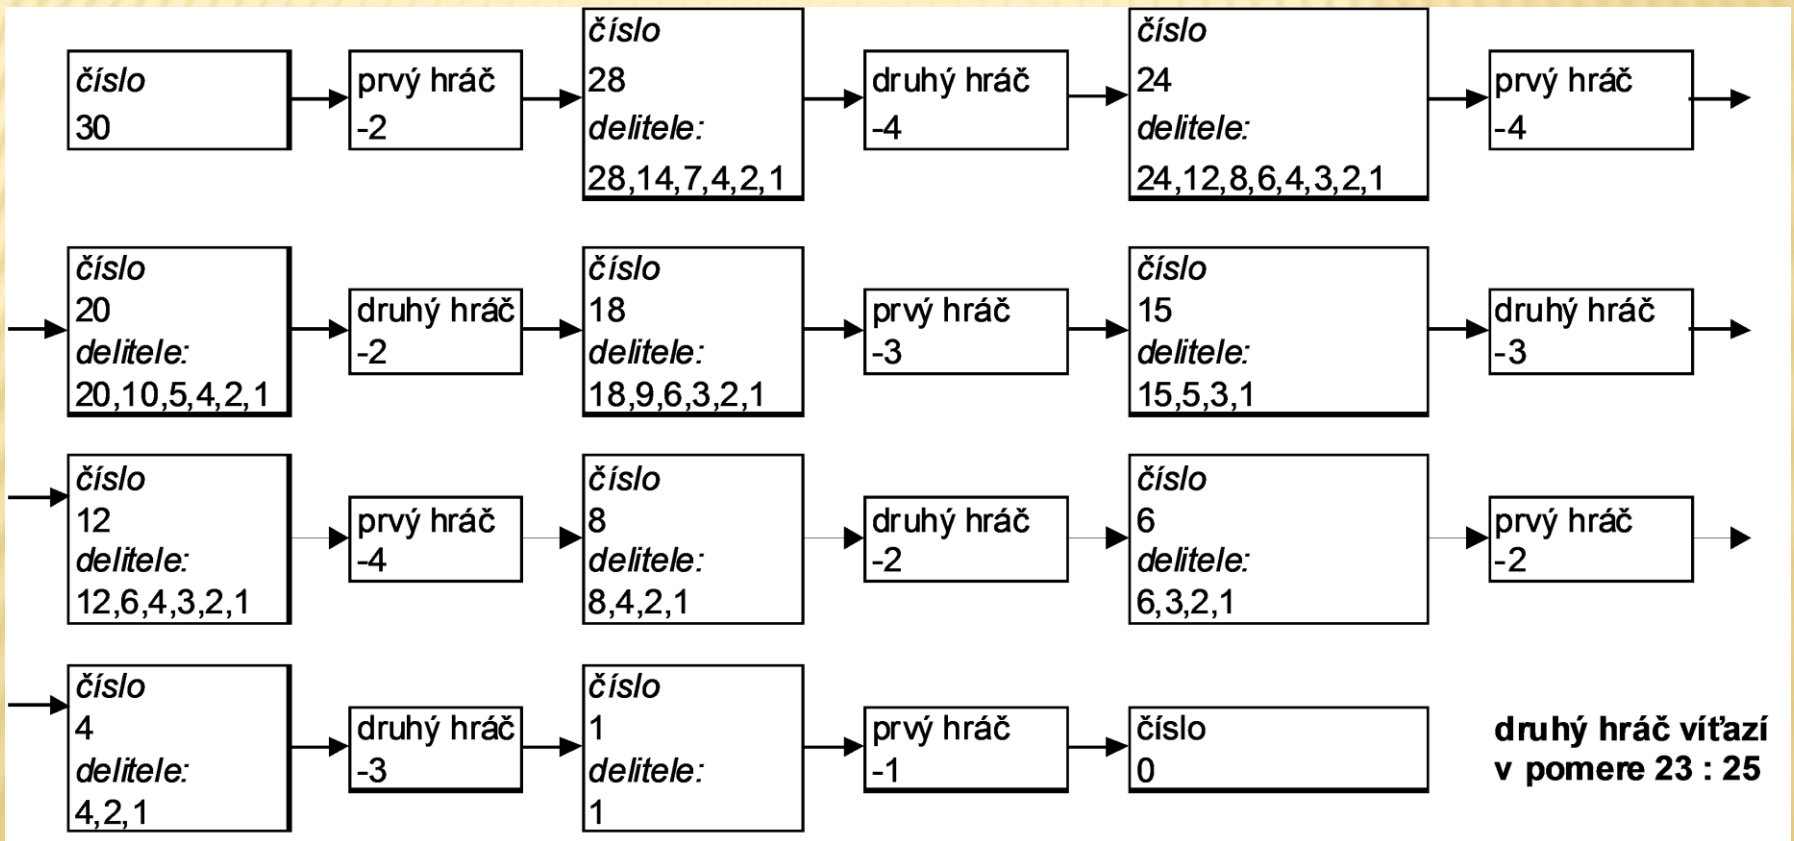 číslo
30
prvý hráč
-2
číslo
28
delitele:
28,14,7,4,2,1
druhý hráč
-4
číslo
24
delitele:
24,12,8,6,4,3,2,1
prvý hráč
-4
číslo
20
delitele:
20,10,5,4,2,1
druhý hráč
-2
číslo
18
delitele:
18,9,6,3,2,1
prvý hráč
-3
číslo
15
delitele:
15,5,3,1
druhý hráč
-3
číslo
12
delitele:
12,6,4,3,2,1
prvý hráč
-4
číslo
8
delitele:
8,4,2,1
druhý hráč
-2
číslo
6
delitele:
6,3,2,1
prvý hráč
-2
číslo
4
delitele:
4,2,1
druhý hráč
-3
číslo
1
delitele:
1
prvý hráč
-1
číslo
0
druhý hráč víťazí
v pomere 23 : 25